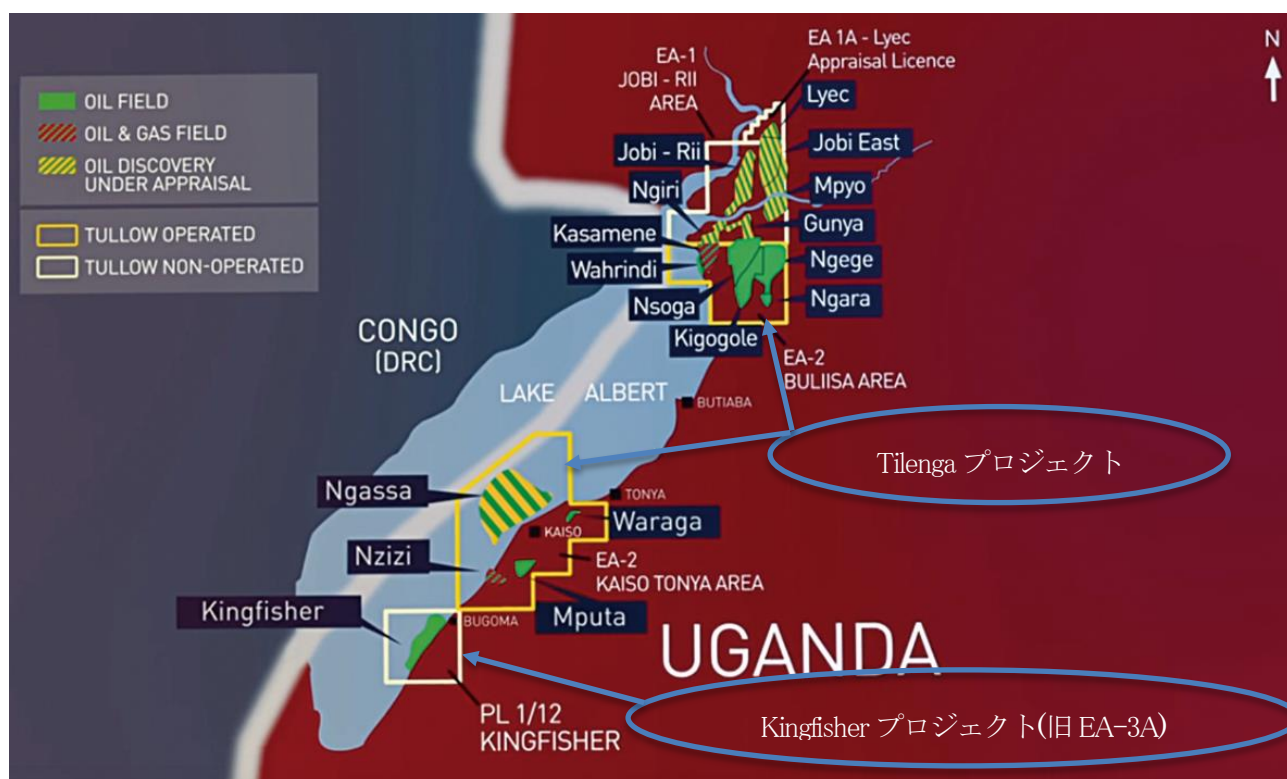 OIL FIELD
OIL & GAS FIELD
OIL DISCOVERY
UNDER APPRAISAL
TULLOW OPERATED
TULLOW NON-OPERATED
N
EA-1
JOBI - RII
AREA
EA 1A - Lyec
Appraisal Licence
Lyec
Jobi - Rii
Jobi East
Ngiri
Mpyo
Kasamene
Gunya
Wahrindi
Ngege
Nsoga
Ngara
Kigogole
EA-2
BULIISA AREA
CONGO
(DRC)
LAKE ALBERT
BUTIABA
Tilenga プロジェクト
Ngassa
TONYA
KAISO
Waraga
Nzizi
EA-2
KAISO TONYA AREA
Kingfisher
BUGOMA
Mputa
UGANDA
PL 1/12
KINGFISHER
Kingfisher プロジェクト(旧 EA-3A)